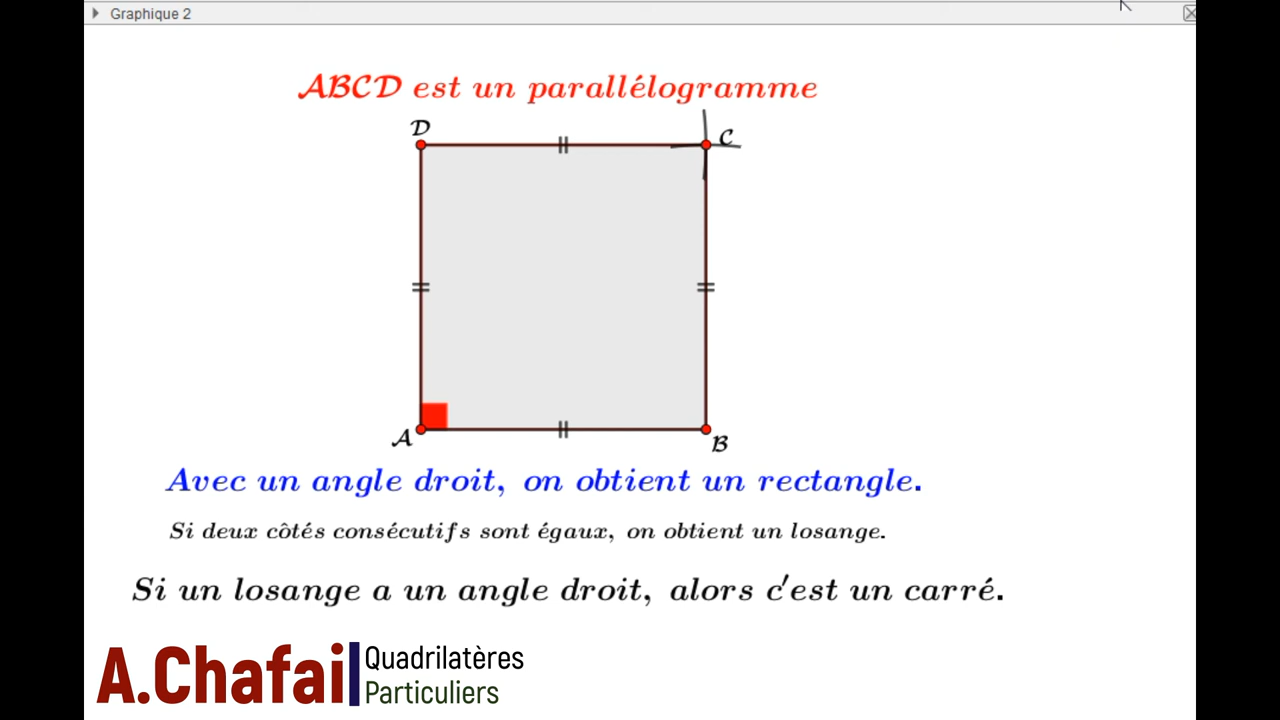 Graphique 2
ABCD est un parallélogramme
D
C
A
B
Avec un angle droit, on obtient un rectangle.
Si deux côtés consécutifs sont égaux, on obtient un losange.
Si un losange a un angle droit, alors c'est un carré.
A.Chafai
Quadrilatères
Particuliers